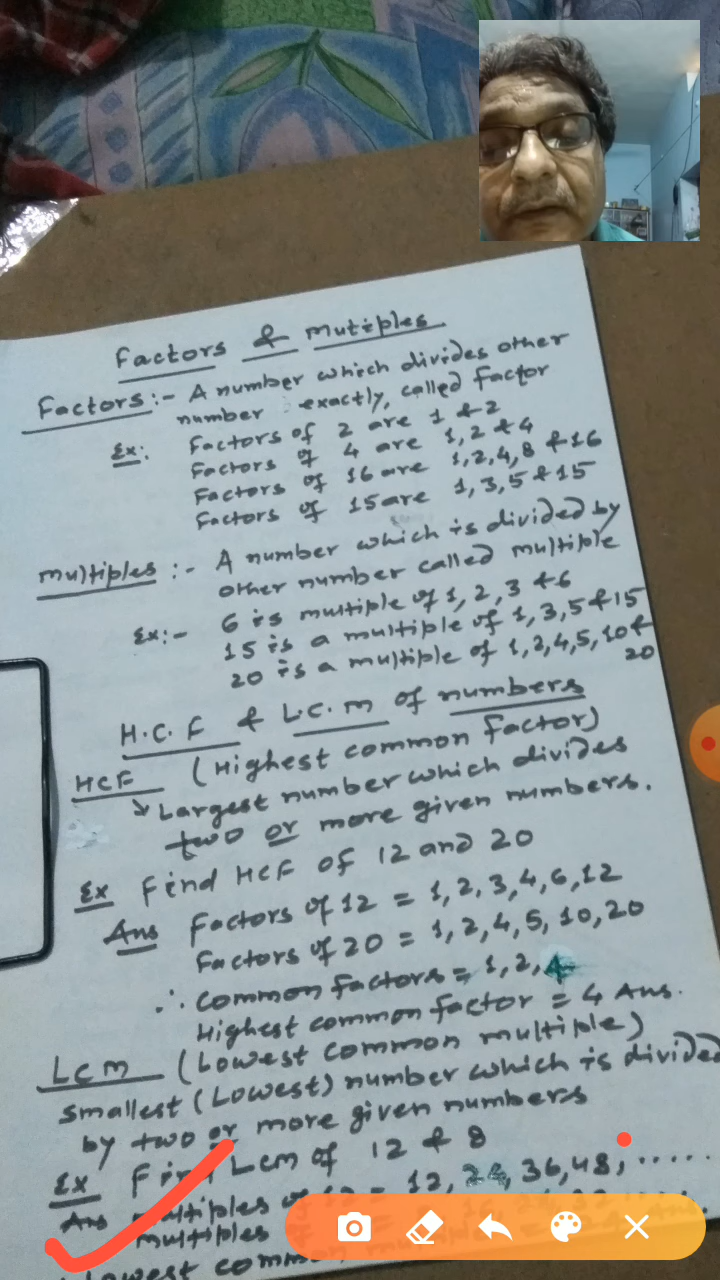 Factors & Mutiples
Factors:- A number which divides other
number exactly, called factor
Ex: Factors of 2 are 1 & 2
Factors of 4 are 1, 2 & 4
Factors of 16 are 1, 2, 4, 8 & 16
Factors of 15 are 1, 3, 5 & 15
Multiples:- A number which is divided by
other number called multiple
Ex:- 6 is multiple of 1, 2, 3 & 6
15 is a multiple of 1, 3, 5 & 15
20 is a multiple of 1, 2, 4, 5, 10 &
20
H.C.F & L.C.M of numbers
HCF (Highest common factor)
Largest number which divides
two or more given numbers.
Ex Find HCF of 12 and 20
Ans Factors of 12 = 1, 2, 3, 4, 6, 12
Factors of 20 = 1, 2, 4, 5, 10, 20
∴ Common Factors = 1, 2, 4
Highest common factor = 4 Ans.
LCM (Lowest common multiple)
Smallest (Lowest) number which is divided
by two or more given numbers
Ex Find LCM of 12 & 8
Ans multiples of 12 = 12, 24, 36, 48, .....
multiples
Lowest common